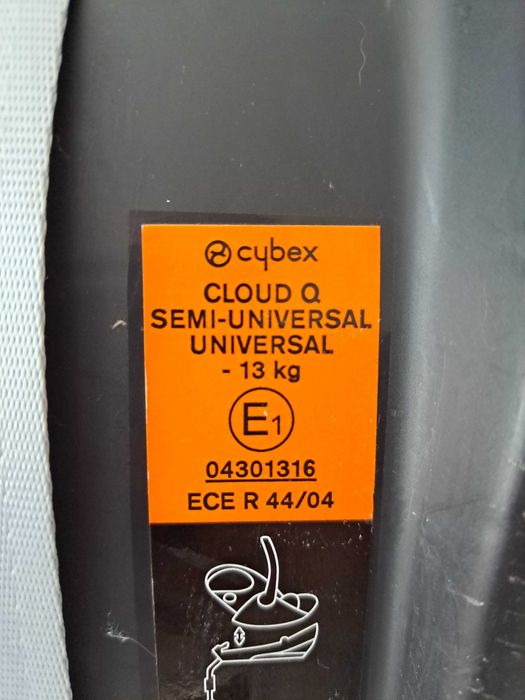 cybex
CLOUD Q
SEMI-UNIVERSAL
UNIVERSAL
- 13 kg
E1
04301316
ECE R 44/04